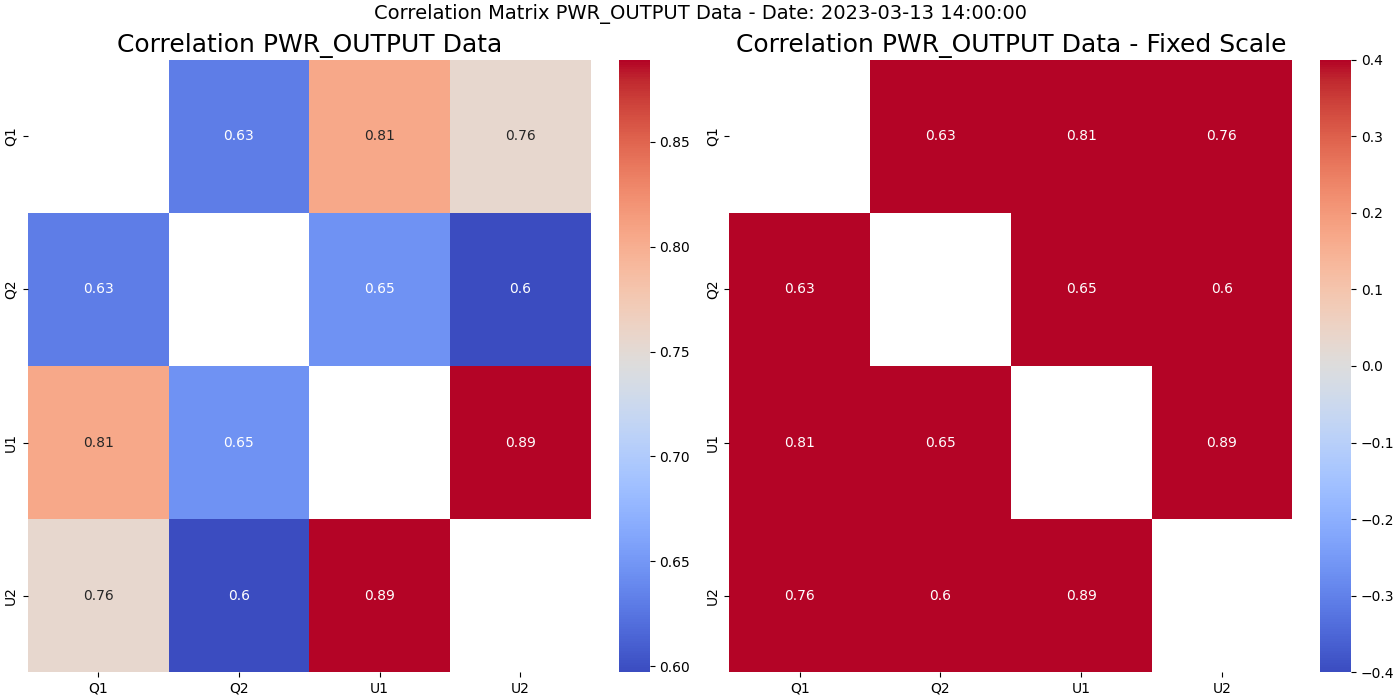 Correlation Matrix PWR_OUTPUT Data - Date: 2023-03-13 14:00:00
Correlation PWR_OUTPUT Data
Q1
0.63
0.81
0.76
Q2
0.63
0.65
0.6
U1
0.81
0.65
0.89
U2
0.76
0.6
0.89
Q1
Q2
U1
U2
0.85
0.80
0.75
0.70
0.65
0.60
Correlation PWR_OUTPUT Data - Fixed Scale
Q1
0.63
0.81
0.76
Q2
0.63
0.65
0.6
U1
0.81
0.65
0.89
U2
0.76
0.6
0.89
Q1
Q2
U1
U2
0.4
0.3
0.2
0.1
0.0
−0.1
−0.2
−0.3
−0.4